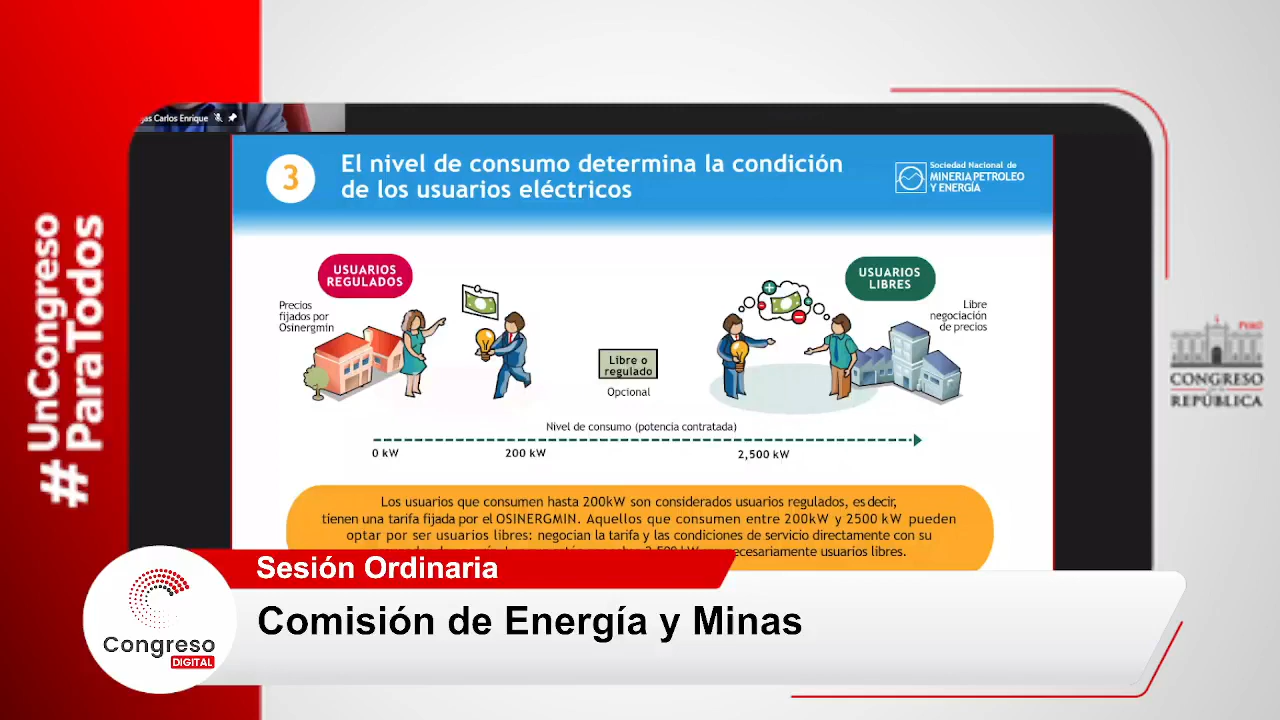 #UnCongreso
ParaTodos
Carlos Enrique
3
El nivel de consumo determina la condición
de los usuarios eléctricos
Sociedad Nacional de
MINERIA PETROLEO
Y ENERGÍA
USUARIOS
REGULADOS
Precios
fijados por
Osinergmin
USUARIOS
LIBRES
Libre
negociación
de precios
Libre o
regulado
Opcional
Nivel de consumo (potencia contratada)
0 kW
200 kW
2,500 kW
Los usuarios que consumen hasta 200kW son considerados usuarios regulados, es decir,
tienen una tarifa fijada por el OSINERGMIN. Aquellos que consumen entre 200kW y 2500 kW pueden
optar por ser usuarios libres: negocian la tarifa y las condiciones de servicio directamente con su
usuarios libres.
PERÚ
CONGRESO
REPÚBLICA
Sesión Ordinaria
Comisión de Energía y Minas
Congreso
DIGITAL